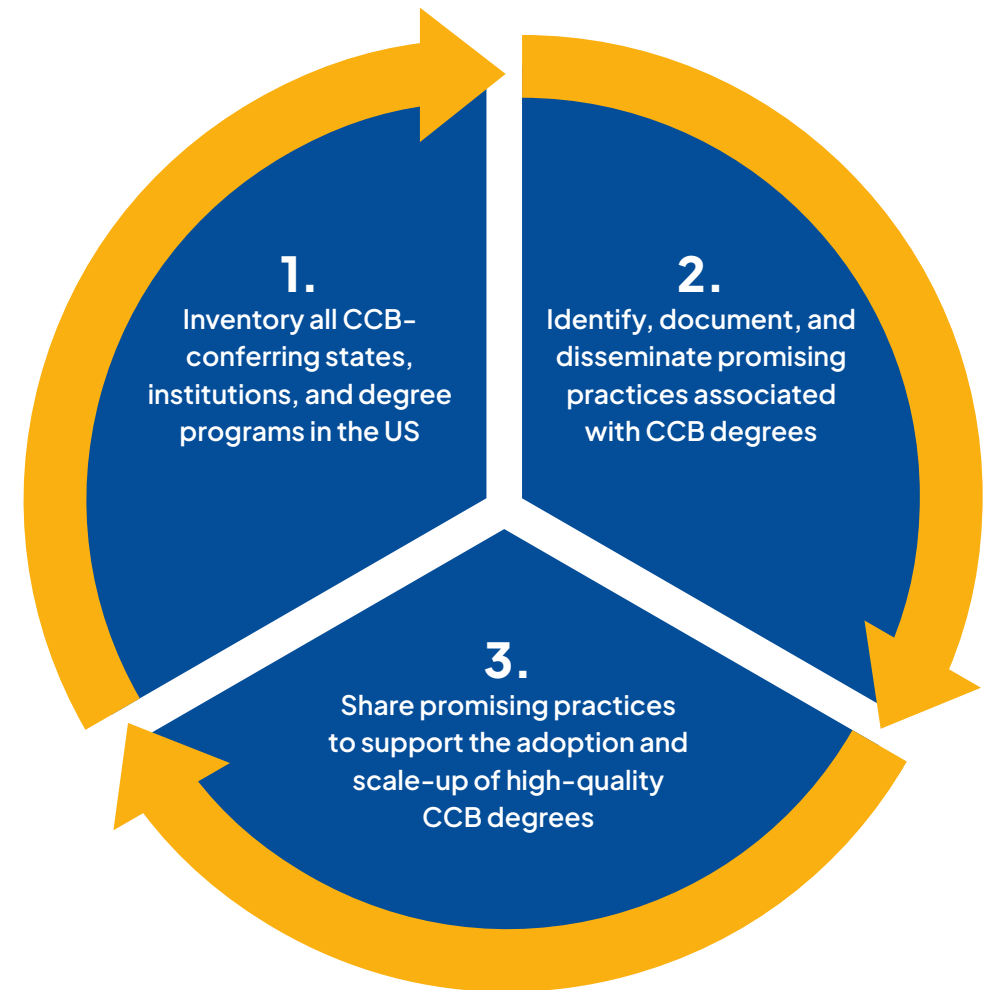 1.
Inventory all CCB-
conferring states,
institutions, and degree
programs in the US
2.
Identify, document, and
disseminate promising
practices associated
with CCB degrees
3.
Share promising practices
to support the adoption and
scale-up of high-quality
CCB degrees